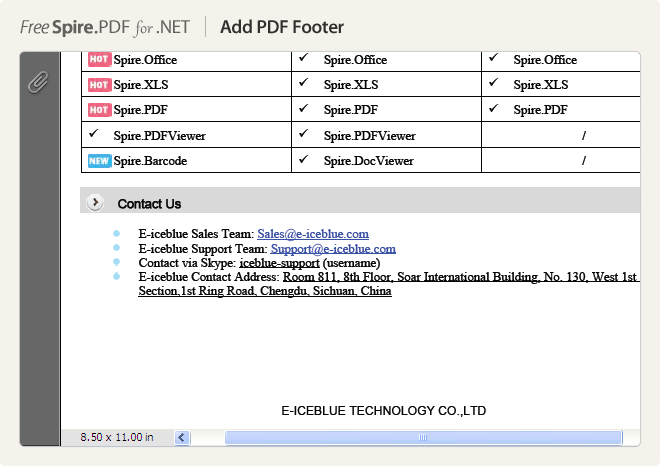 Free Spire.PDF for .NET | Add PDF Footer
HOT Spire.Office ✓ Spire.Office ✓ Spire.Office
HOT Spire.XLS ✓ Spire.XLS ✓ Spire.XLS
HOT Spire.PDF ✓ Spire.PDF ✓ Spire.PDF
✓ Spire.PDFViewer ✓ Spire.PDFViewer /
NEW Spire.Barcode ✓ Spire.DocViewer /
Contact Us
E-iceblue Sales Team: Sales@e-iceblue.com
E-iceblue Support Team: Support@e-iceblue.com
Contact via Skype: iceblue-support (username)
E-iceblue Contact Address: Room 811, 8th Floor, Soar International Building, No. 130, West 1st
Section,1st Ring Road, Chengdu, Sichuan, China
E-ICEBLUE TECHNOLOGY CO.,LTD
8.50 x 11.00 in